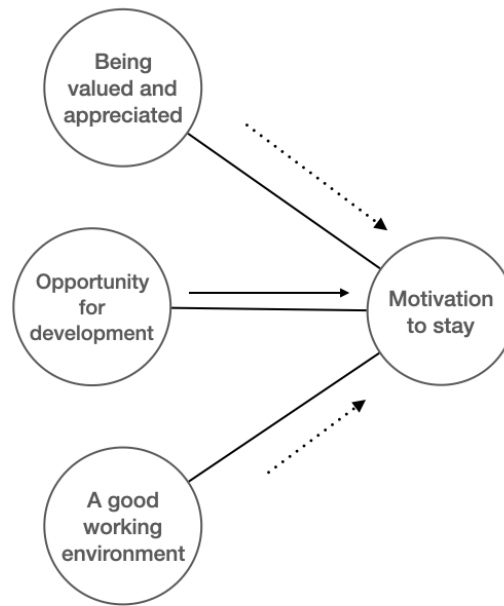 Being
valued and
appreciated
Opportunity
for
development
Motivation
to stay
A good
working
environment